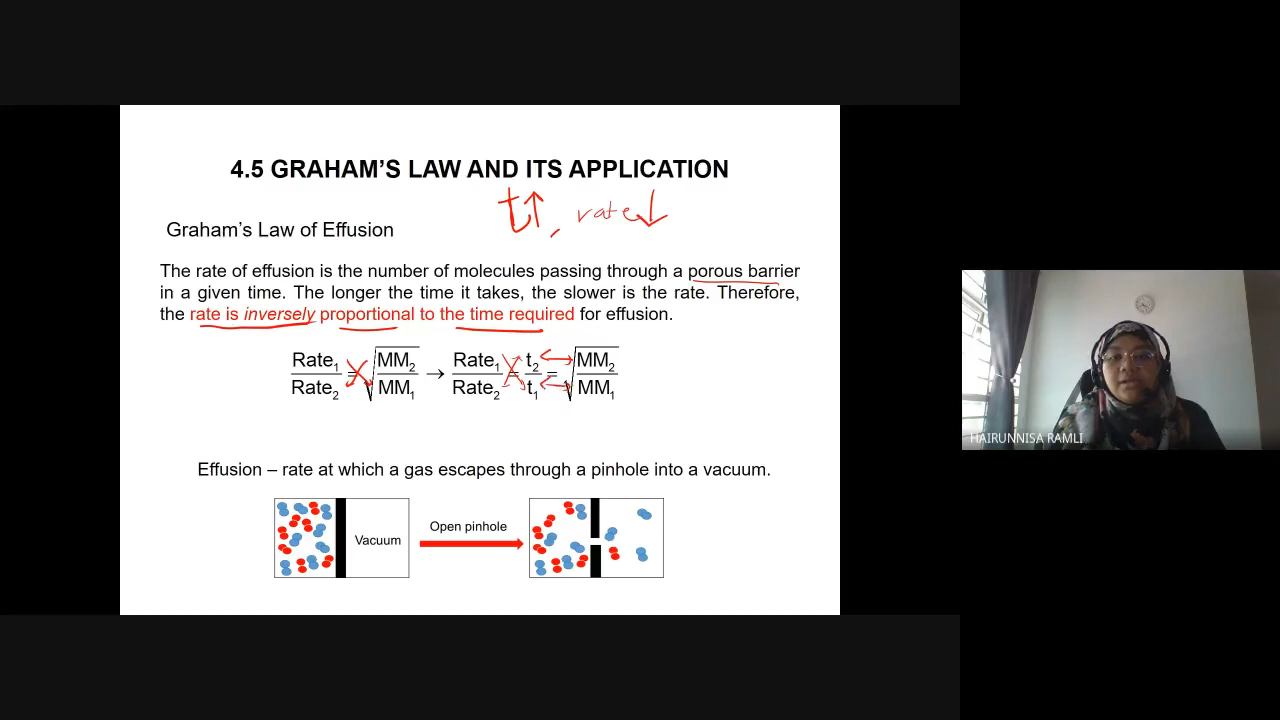 4.5 GRAHAM'S LAW AND ITS APPLICATION
t↑, rate↓
Graham's Law of Effusion
The rate of effusion is the number of molecules passing through a porous barrier
in a given time. The longer the time it takes, the slower is the rate. Therefore,
the rate is inversely proportional to the time required for effusion.
Rate₁/Rate₂ = √(MM₂/MM₁) → Rate₁/Rate₂ = t₂/t₁ = √(MM₂/MM₁)
HAIRUNNISA RAMLI
Effusion – rate at which a gas escapes through a pinhole into a vacuum.
Vacuum
Open pinhole